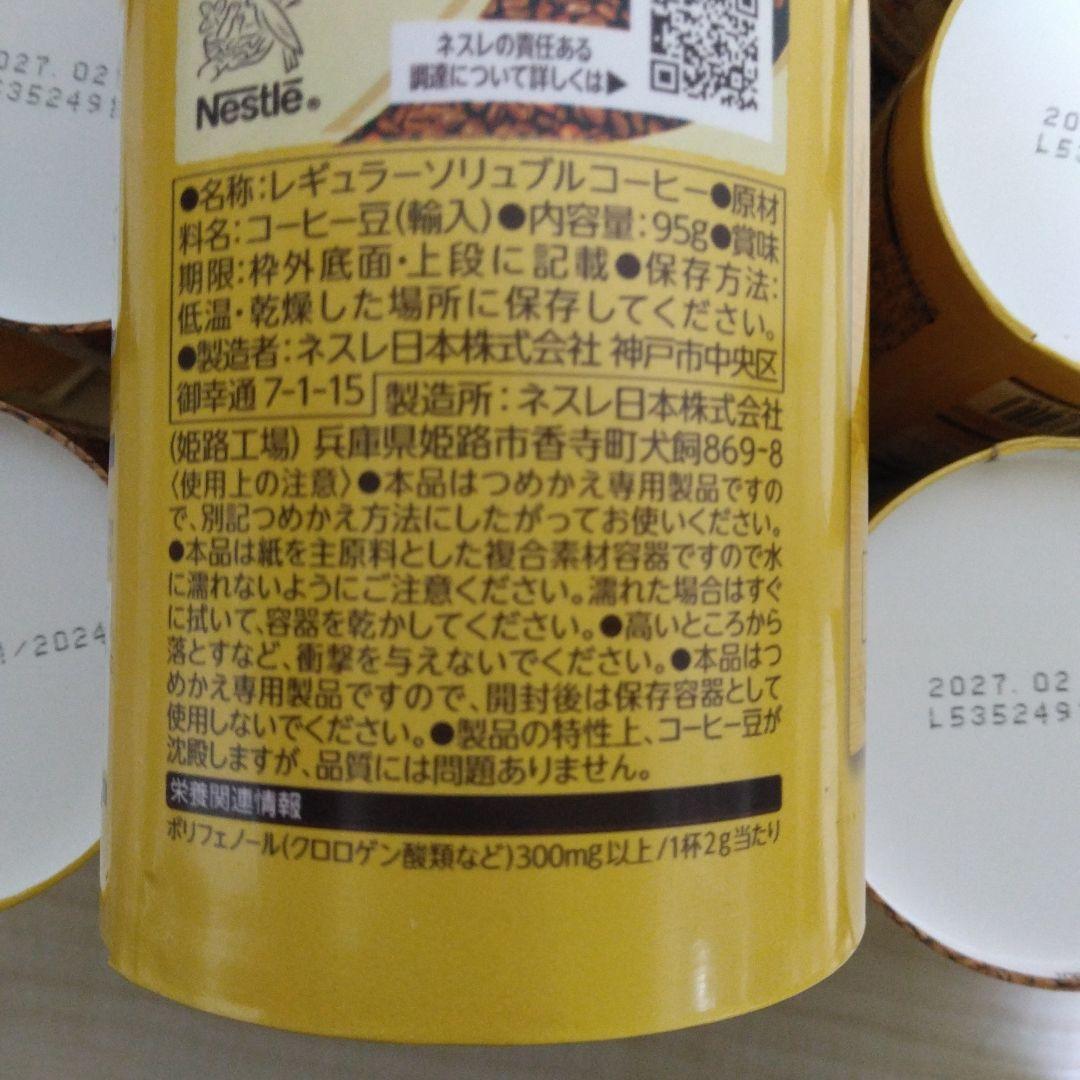 ネスレの責任ある
調達について詳しくは▶
Nestlé®
●名称:レギュラーソリュブルコーヒー●原材
料名:コーヒー豆(輸入)●内容量:95g●賞味
期限:枠外底面・上段に記載●保存方法:
低温・乾燥した場所に保存してください。
●製造者:ネスレ日本株式会社 神戸市中央区
御幸通 7-1-15
製造所:ネスレ日本株式会社
(姫路工場) 兵庫県姫路市香寺町犬飼869-8
〈使用上の注意〉●本品はつめかえ専用製品ですの
で、別記つめかえ方法にしたがってお使いください。
●本品は紙を主原料とした複合素材容器ですので水
に濡れないようにご注意ください。濡れた場合はすぐ
に拭いて、容器を乾かしてください。●高いところから
落とすなど、衝撃を与えないでください。●本品はつ
めかえ専用製品ですので、開封後は保存容器として
使用しないでください。●製品の特性上、コーヒー豆が
沈殿しますが、品質には問題ありません。
栄養関連情報
ポリフェノール(クロロゲン酸類など)300mg以上/1杯2g当たり
027.02
5352491
/2024
20
L53
2027.02
L5352491